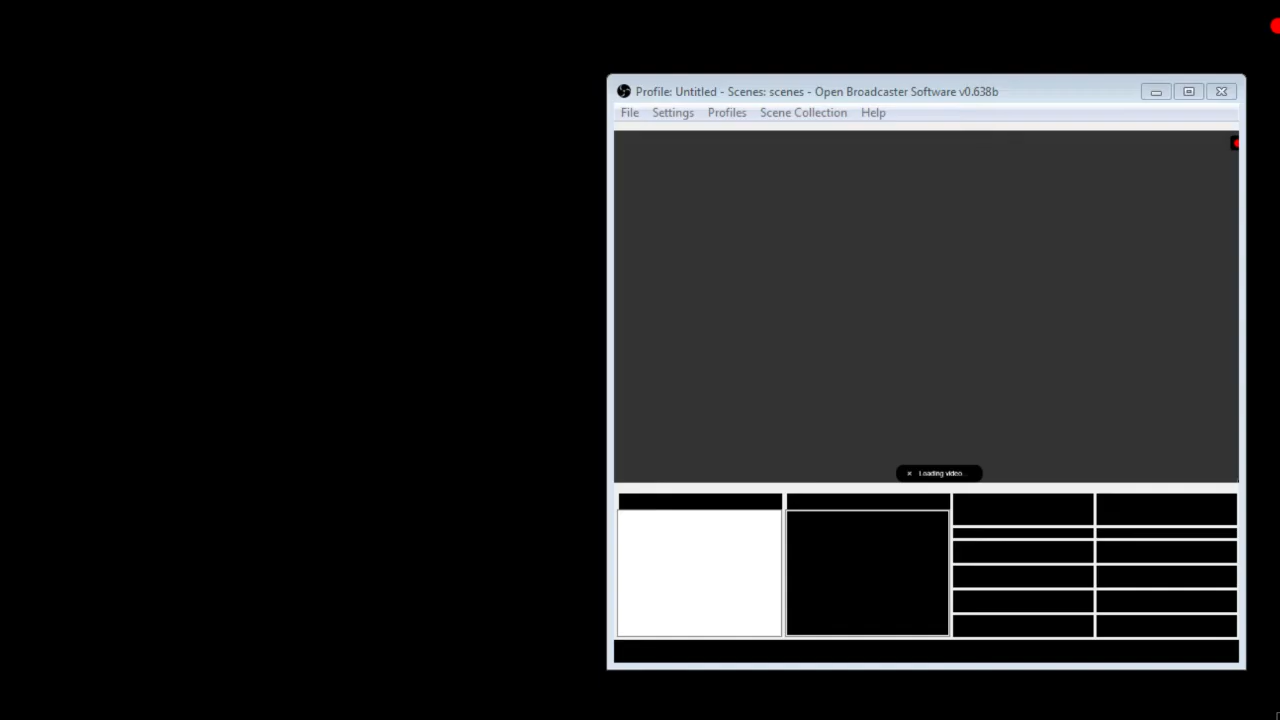 Profile: Untitled - Scenes: scenes - Open Broadcaster Software v0.638b
File Settings Profiles Scene Collection Help
Loading video...